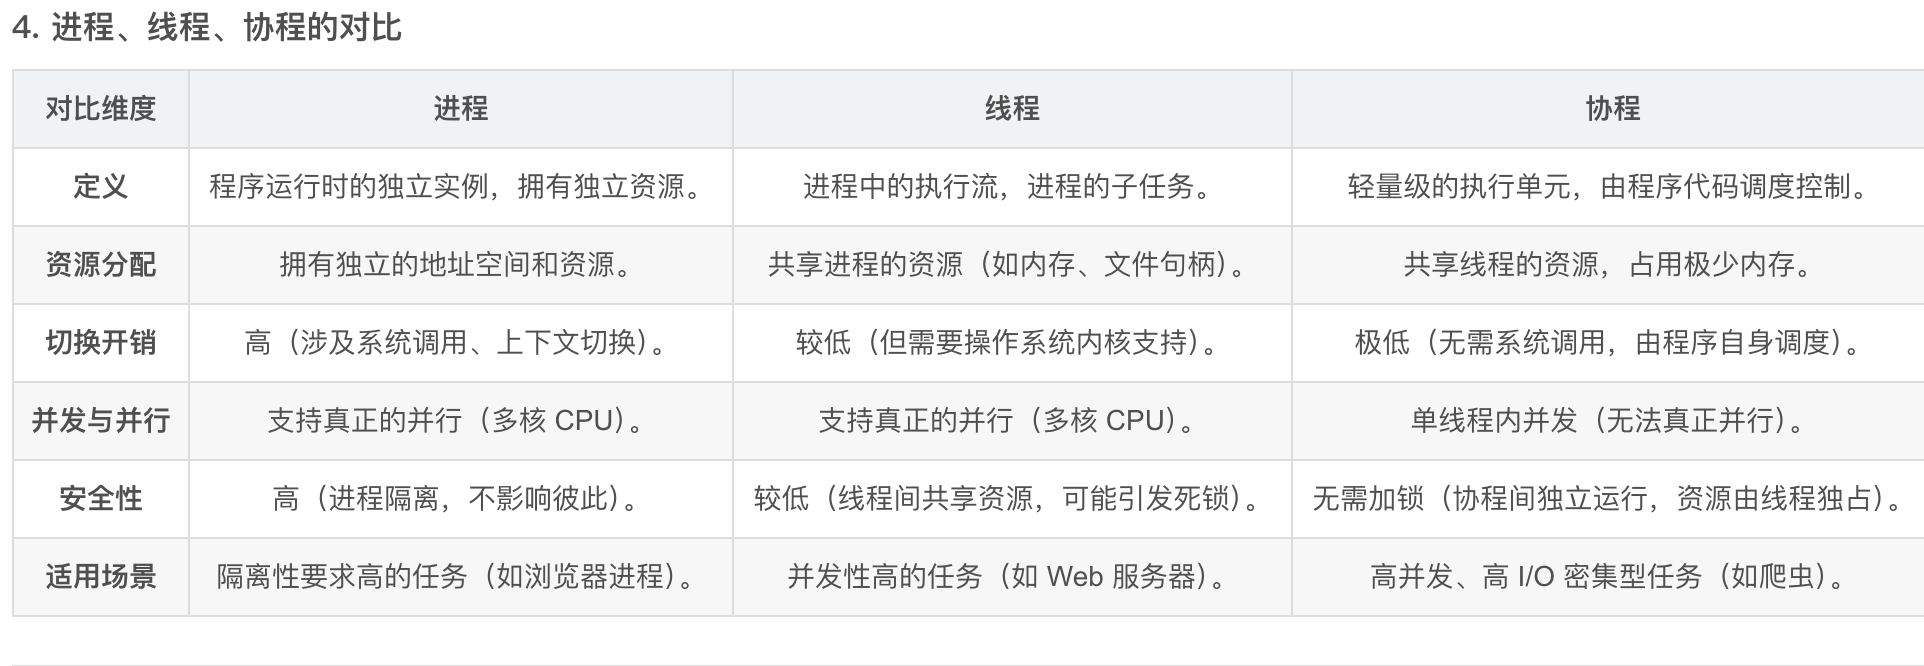 4. 进程、线程、协程的对比
对比维度 进程 线程 协程
定义 程序运行时的独立实例，拥有独立资源。 进程中的执行流，进程的子任务。 轻量级的执行单元，由程序代码调度控制。
资源分配 拥有独立的地址空间和资源。 共享进程的资源（如内存、文件句柄）。 共享线程的资源，占用极少内存。
切换开销 高（涉及系统调用、上下文切换）。 较低（但需要操作系统内核支持）。 极低（无需系统调用，由程序自身调度）。
并发与并行 支持真正的并行（多核 CPU）。 支持真正的并行（多核 CPU）。 单线程内并发（无法真正并行）。
安全性 高（进程隔离，不影响彼此）。 较低（线程间共享资源，可能引发死锁）。 无需加锁（协程间独立运行，资源由线程独占）。
适用场景 隔离性要求高的任务（如浏览器进程）。 并发性高的任务（如 Web 服务器）。 高并发、高 I/O 密集型任务（如爬虫）。